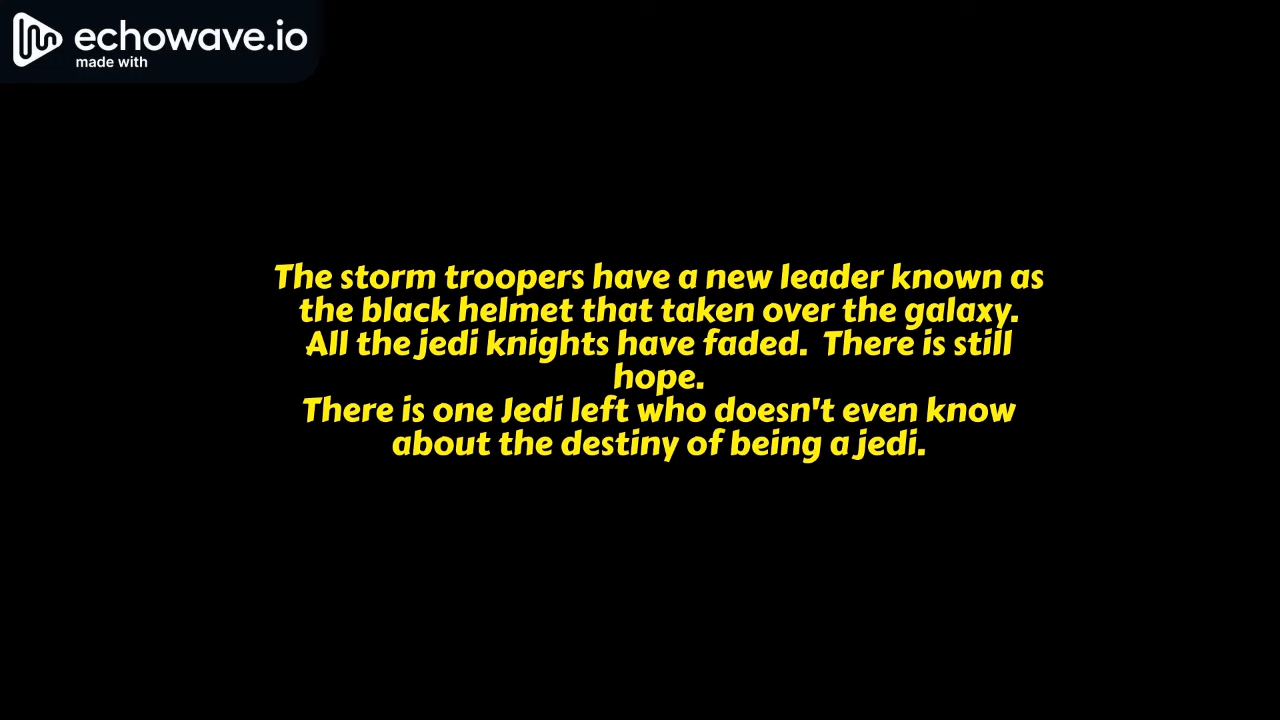 echowave.io
made with
The storm troopers have a new leader known as
the black helmet that taken over the galaxy.
All the jedi knights have faded.  There is still
hope.
There is one Jedi left who doesn't even know
about the destiny of being a jedi.